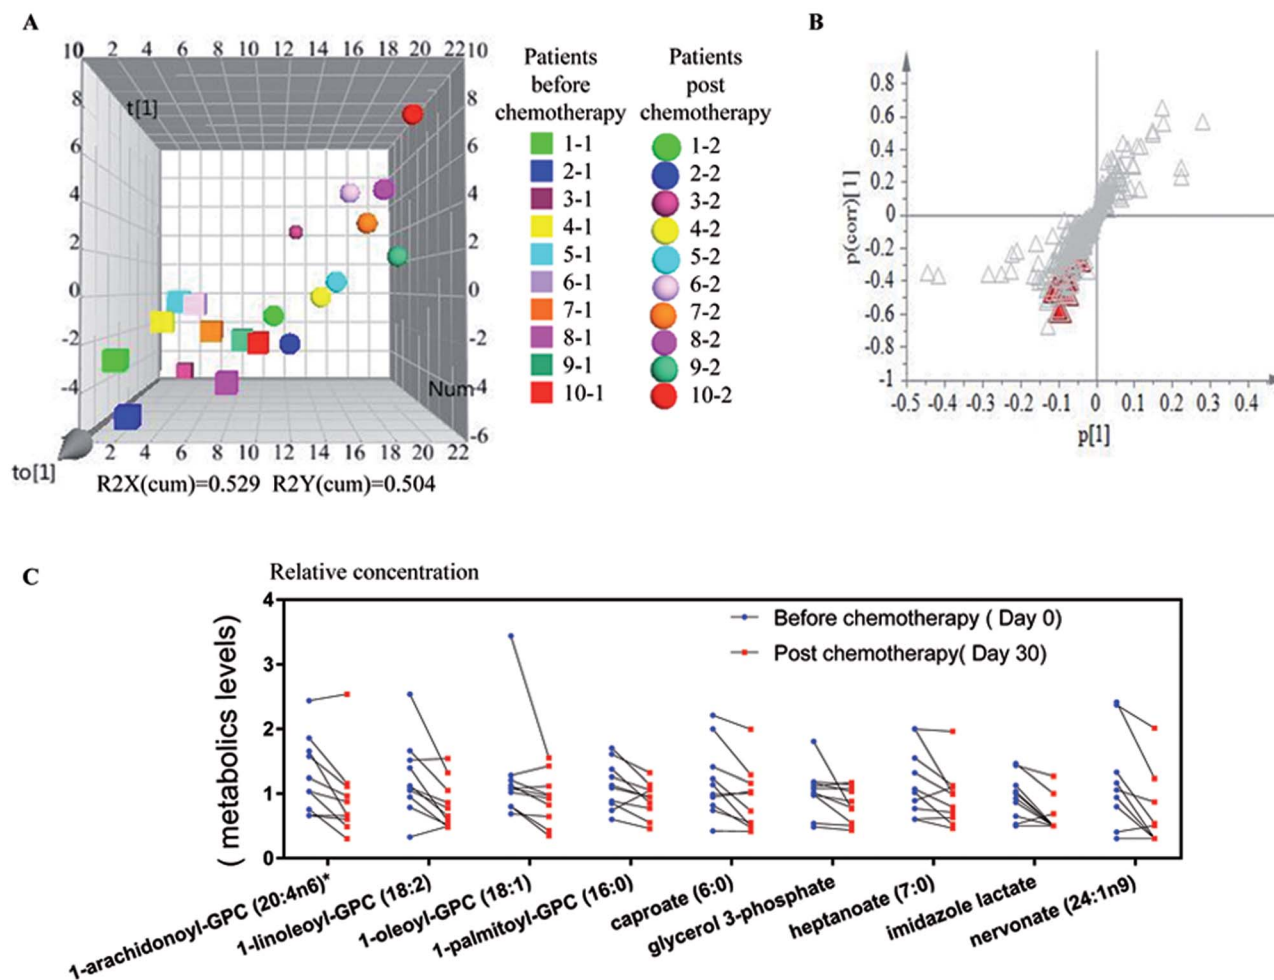 A
10 2 4 6 8 10 12 14 16 18 20 22 10
t[1]
8 8
6 6
4 4
2 2
0 0
-2 -2
-4 -4
Num
-6
to[1]
2 4 6 8 10 12 14 16 18 20 22
R2X(cum)=0.529 R2Y(cum)=0.504
Patients
before
chemotherapy
1-1
2-1
3-1
4-1
5-1
6-1
7-1
8-1
9-1
10-1
Patients
post
chemotherapy
1-2
2-2
3-2
4-2
5-2
6-2
7-2
8-2
9-2
10-2
B
p(corr)[1]
0.8
0.6
0.4
0.2
0
-0.2
-0.4
-0.6
-0.8
-1
-0.5 -0.4 -0.3 -0.2 -0.1 0 0.1 0.2 0.3 0.4
p[1]
C
Relative concentration
( metabolics levels)
4
3
2
1
0
Before chemotherapy ( Day 0)
Post chemotherapy( Day 30)
1-arachidonoyl-GPC (20:4n6)*
1-linoleoyl-GPC (18:2)
1-oleoyl-GPC (18:1)
1-palmitoyl-GPC (16:0)
caproate (6:0)
glycerol 3-phosphate
heptanoate (7:0)
imidazole lactate
nervonate (24:1n9)